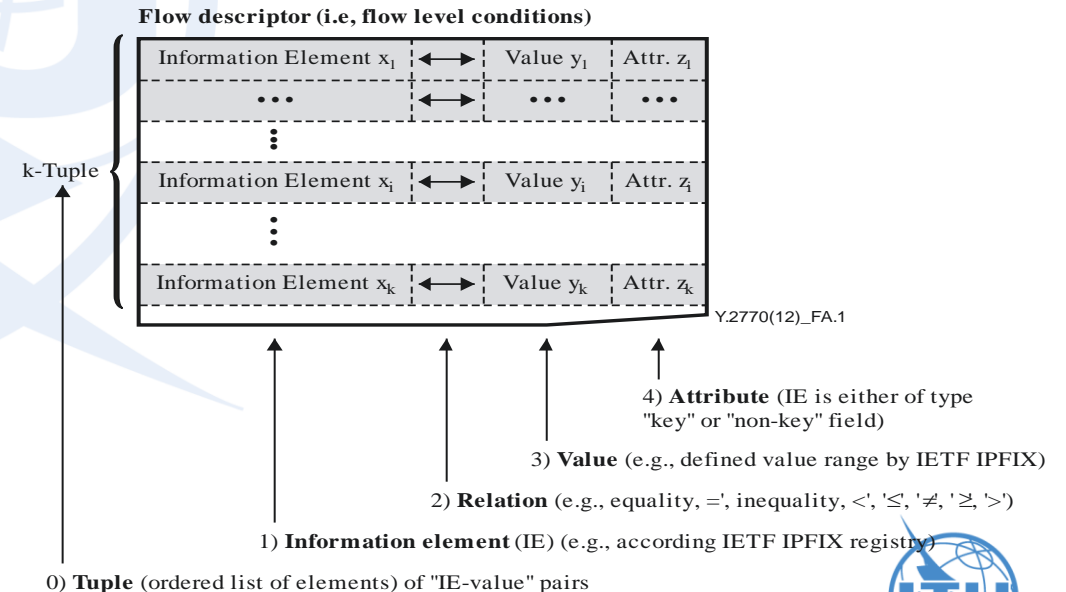 Flow descriptor (i.e, flow level conditions)
Information Element x1 Value y1 Attr. z1
••• ••• •••
k-Tuple
Information Element xi Value yi Attr. zi
Information Element xk Value yk Attr. zk
Y.2770(12)_FA.1
4) Attribute (IE is either of type
"key" or "non-key" field)
3) Value (e.g., defined value range by IETF IPFIX)
2) Relation (e.g., equality, =', inequality, <', '≤', '≠', '≥', '>')
1) Information element (IE) (e.g., according IETF IPFIX registry)
0) Tuple (ordered list of elements) of "IE-value" pairs